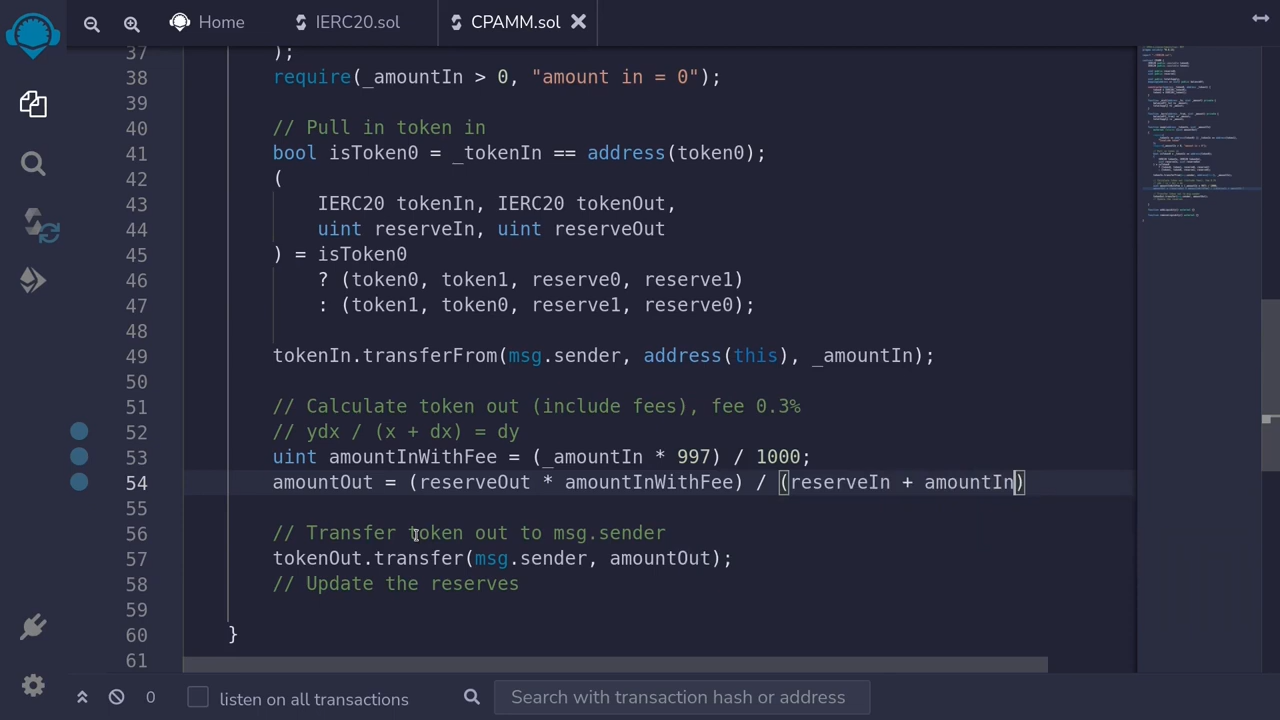 Home
IERC20.sol
CPAMM.sol
37 );
38 require(_amountIn > 0, "amount in = 0");
39
40 // Pull in token in
41 bool isToken0 = _ nIn == address(token0);
42 (
43 IERC20 tokenIn, IERC20 tokenOut,
44 uint reserveIn, uint reserveOut
45 ) = isToken0
46 ? (token0, token1, reserve0, reserve1)
47 : (token1, token0, reserve1, reserve0);
48
49 tokenIn.transferFrom(msg.sender, address(this), _amountIn);
50
51 // Calculate token out (include fees), fee 0.3%
52 // ydx / (x + dx) = dy
53 uint amountInWithFee = (_amountIn * 997) / 1000;
54 amountOut = (reserveOut * amountInWithFee) / (reserveIn + amountIn)
55
56 // Transfer token out to msg.sender
57 tokenOut.transfer(msg.sender, amountOut);
58 // Update the reserves
59
60 }
61
0 listen on all transactions Search with transaction hash or address